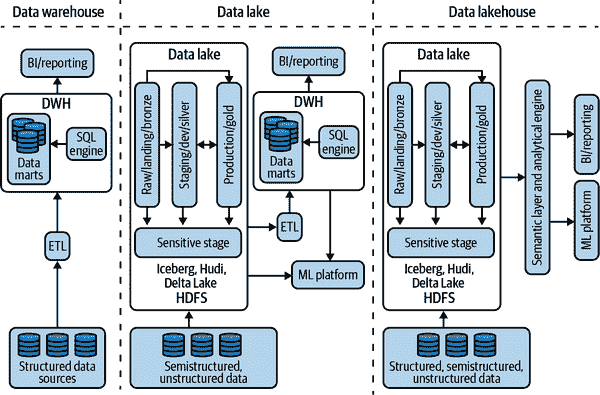 Data warehouse
BI/reporting
DWH
Data
marts
SQL
engine
ETL
Structured data
sources
Data lake
Data lake
Raw/landing/bronze
Staging/dev/silver
Production/gold
Sensitive stage
Iceberg, Hudi,
Delta Lake
HDFS
Semistructured,
unstructured data
BI/reporting
DWH
Data
marts
SQL
engine
ETL
ML platform
Data lakehouse
Data lake
Raw/landing/bronze
Staging/dev/silver
Production/gold
Sensitive stage
Iceberg, Hudi,
Delta Lake
HDFS
Structured, semistructured,
unstructured data
Semantic layer and analytical engine
BI/reporting
ML platform